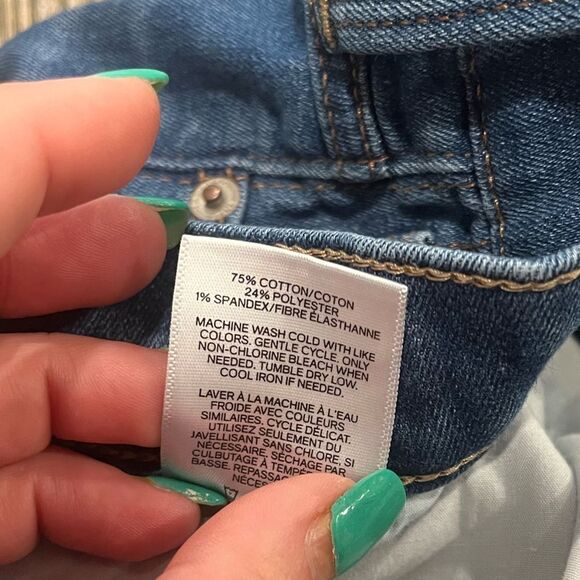 75% COTTON/COTON
24% POLYESTER
1% SPANDEX/FIBRE ÉLASTHANNE
MACHINE WASH COLD WITH LIKE
COLORS. GENTLE CYCLE. ONLY
NON-CHLORINE BLEACH WHEN
NEEDED. TUMBLE DRY LOW.
COOL IRON IF NEEDED.
LAVER À LA MACHINE À L'EAU
FROIDE AVEC COULEURS
SIMILAIRES, CYCLE DÉLICAT.
UTILISEZ SEULEMENT DU
JAVELLISANT SANS CHLORE, SI
NÉCESSAIRE. SÉCHAGE PAR
CULBUTAGE À
BASSE.